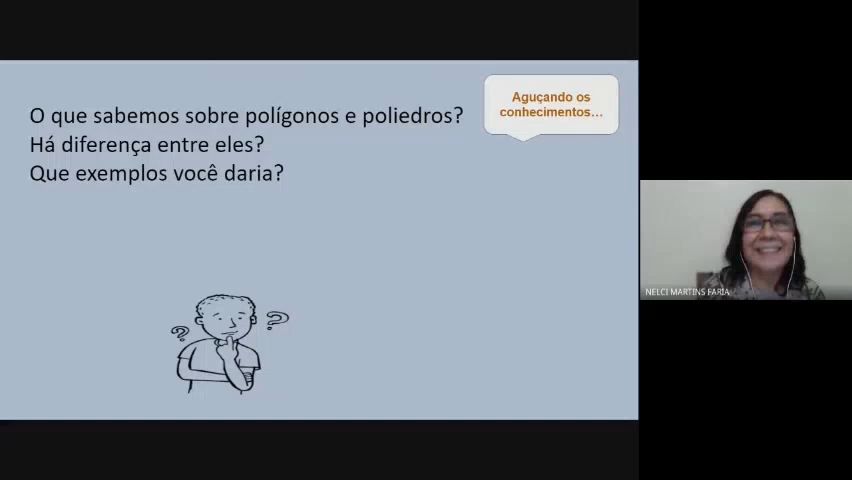 O que sabemos sobre polígonos e poliedros?
Há diferença entre eles?
Que exemplos você daria?
Aguçando os
conhecimentos...
NELCI MARTINS FARIA